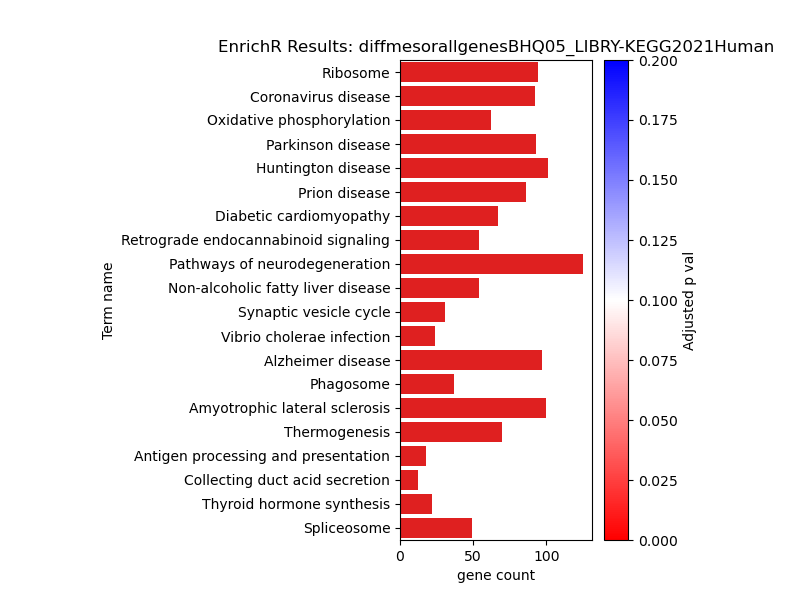 EnrichR Results: diffmesorallgenesBHQ05_LIBRY-KEGG2021Human
Ribosome
Coronavirus disease
Oxidative phosphorylation
Parkinson disease
Huntington disease
Prion disease
Diabetic cardiomyopathy
Retrograde endocannabinoid signaling
Pathways of neurodegeneration
Non-alcoholic fatty liver disease
Synaptic vesicle cycle
Vibrio cholerae infection
Alzheimer disease
Phagosome
Amyotrophic lateral sclerosis
Thermogenesis
Antigen processing and presentation
Collecting duct acid secretion
Thyroid hormone synthesis
Spliceosome
Term name
0 50 100
gene count
0.200
0.175
0.150
0.125
0.100
0.075
0.050
0.025
0.000
Adjusted p val